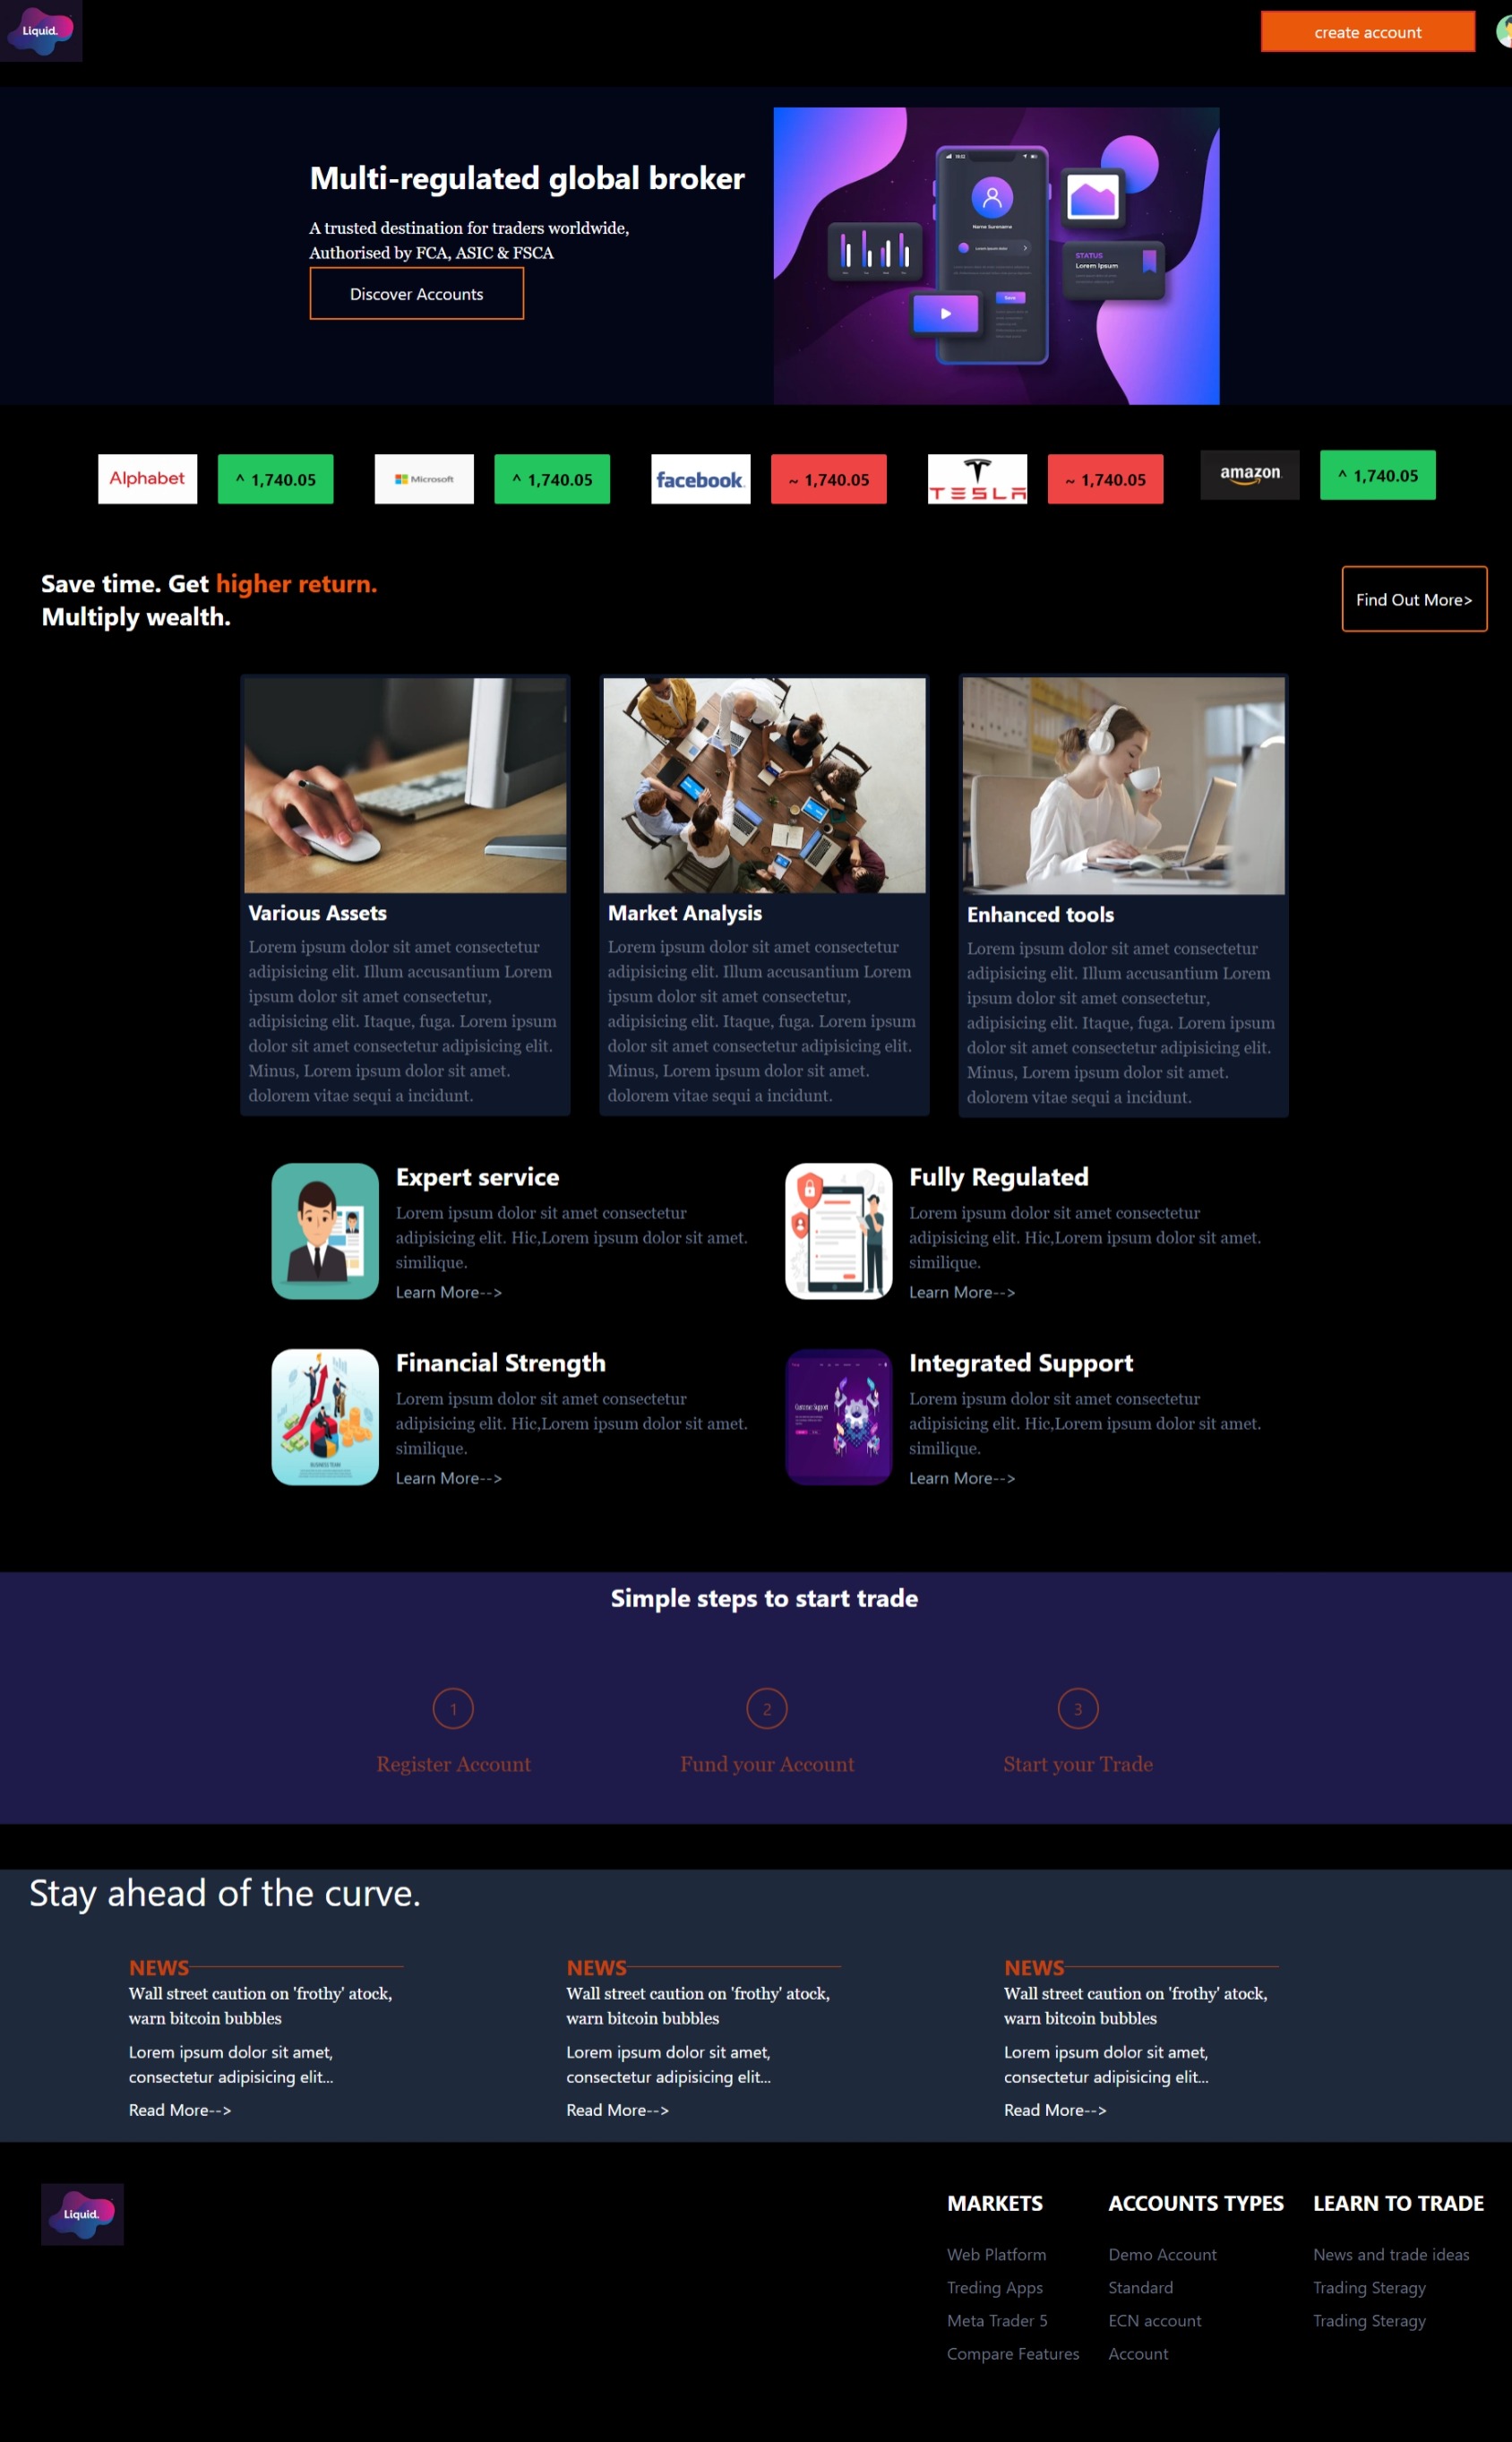 Liquid.
create account
Multi-regulated global broker
A trusted destination for traders worldwide,
Authorised by FCA, ASIC & FSCA
Discover Accounts
Name Surename
Lorem ipsum dolor
STATUS
Lorem Ipsum
Alphabet
^ 1,740.05
Microsoft
^ 1,740.05
facebook
~ 1,740.05
TESLA
~ 1,740.05
amazon
^ 1,740.05
Save time. Get higher return.
Multiply wealth.
Find Out More>
Various Assets
Lorem ipsum dolor sit amet consectetur
adipisicing elit. Illum accusantium Lorem
ipsum dolor sit amet consectetur,
adipisicing elit. Itaque, fuga. Lorem ipsum
dolor sit amet consectetur adipisicing elit.
Minus, Lorem ipsum dolor sit amet.
dolorem vitae sequi a incidunt.
Market Analysis
Lorem ipsum dolor sit amet consectetur
adipisicing elit. Illum accusantium Lorem
ipsum dolor sit amet consectetur,
adipisicing elit. Itaque, fuga. Lorem ipsum
dolor sit amet consectetur adipisicing elit.
Minus, Lorem ipsum dolor sit amet.
dolorem vitae sequi a incidunt.
Enhanced tools
Lorem ipsum dolor sit amet consectetur
adipisicing elit. Illum accusantium Lorem
ipsum dolor sit amet consectetur,
adipisicing elit. Itaque, fuga. Lorem ipsum
dolor sit amet consectetur adipisicing elit.
Minus, Lorem ipsum dolor sit amet.
dolorem vitae sequi a incidunt.
Expert service
Lorem ipsum dolor sit amet consectetur
adipisicing elit. Hic,Lorem ipsum dolor sit amet.
similique.
Learn More-->
Fully Regulated
Lorem ipsum dolor sit amet consectetur
adipisicing elit. Hic,Lorem ipsum dolor sit amet.
similique.
Learn More-->
BUSINESS TEAM
Financial Strength
Lorem ipsum dolor sit amet consectetur
adipisicing elit. Hic,Lorem ipsum dolor sit amet.
similique.
Learn More-->
Customer Support
Integrated Support
Lorem ipsum dolor sit amet consectetur
adipisicing elit. Hic,Lorem ipsum dolor sit amet.
similique.
Learn More-->
Simple steps to start trade
1
Register Account
2
Fund your Account
3
Start your Trade
Stay ahead of the curve.
NEWS
Wall street caution on 'frothy' atock,
warn bitcoin bubbles
Lorem ipsum dolor sit amet,
consectetur adipisicing elit...
Read More-->
NEWS
Wall street caution on 'frothy' atock,
warn bitcoin bubbles
Lorem ipsum dolor sit amet,
consectetur adipisicing elit...
Read More-->
NEWS
Wall street caution on 'frothy' atock,
warn bitcoin bubbles
Lorem ipsum dolor sit amet,
consectetur adipisicing elit...
Read More-->
Liquid.
MARKETS
Web Platform
Treding Apps
Meta Trader 5
Compare Features
ACCOUNTS TYPES
Demo Account
Standard
ECN account
Account
LEARN TO TRADE
News and trade ideas
Trading Steragy
Trading Steragy